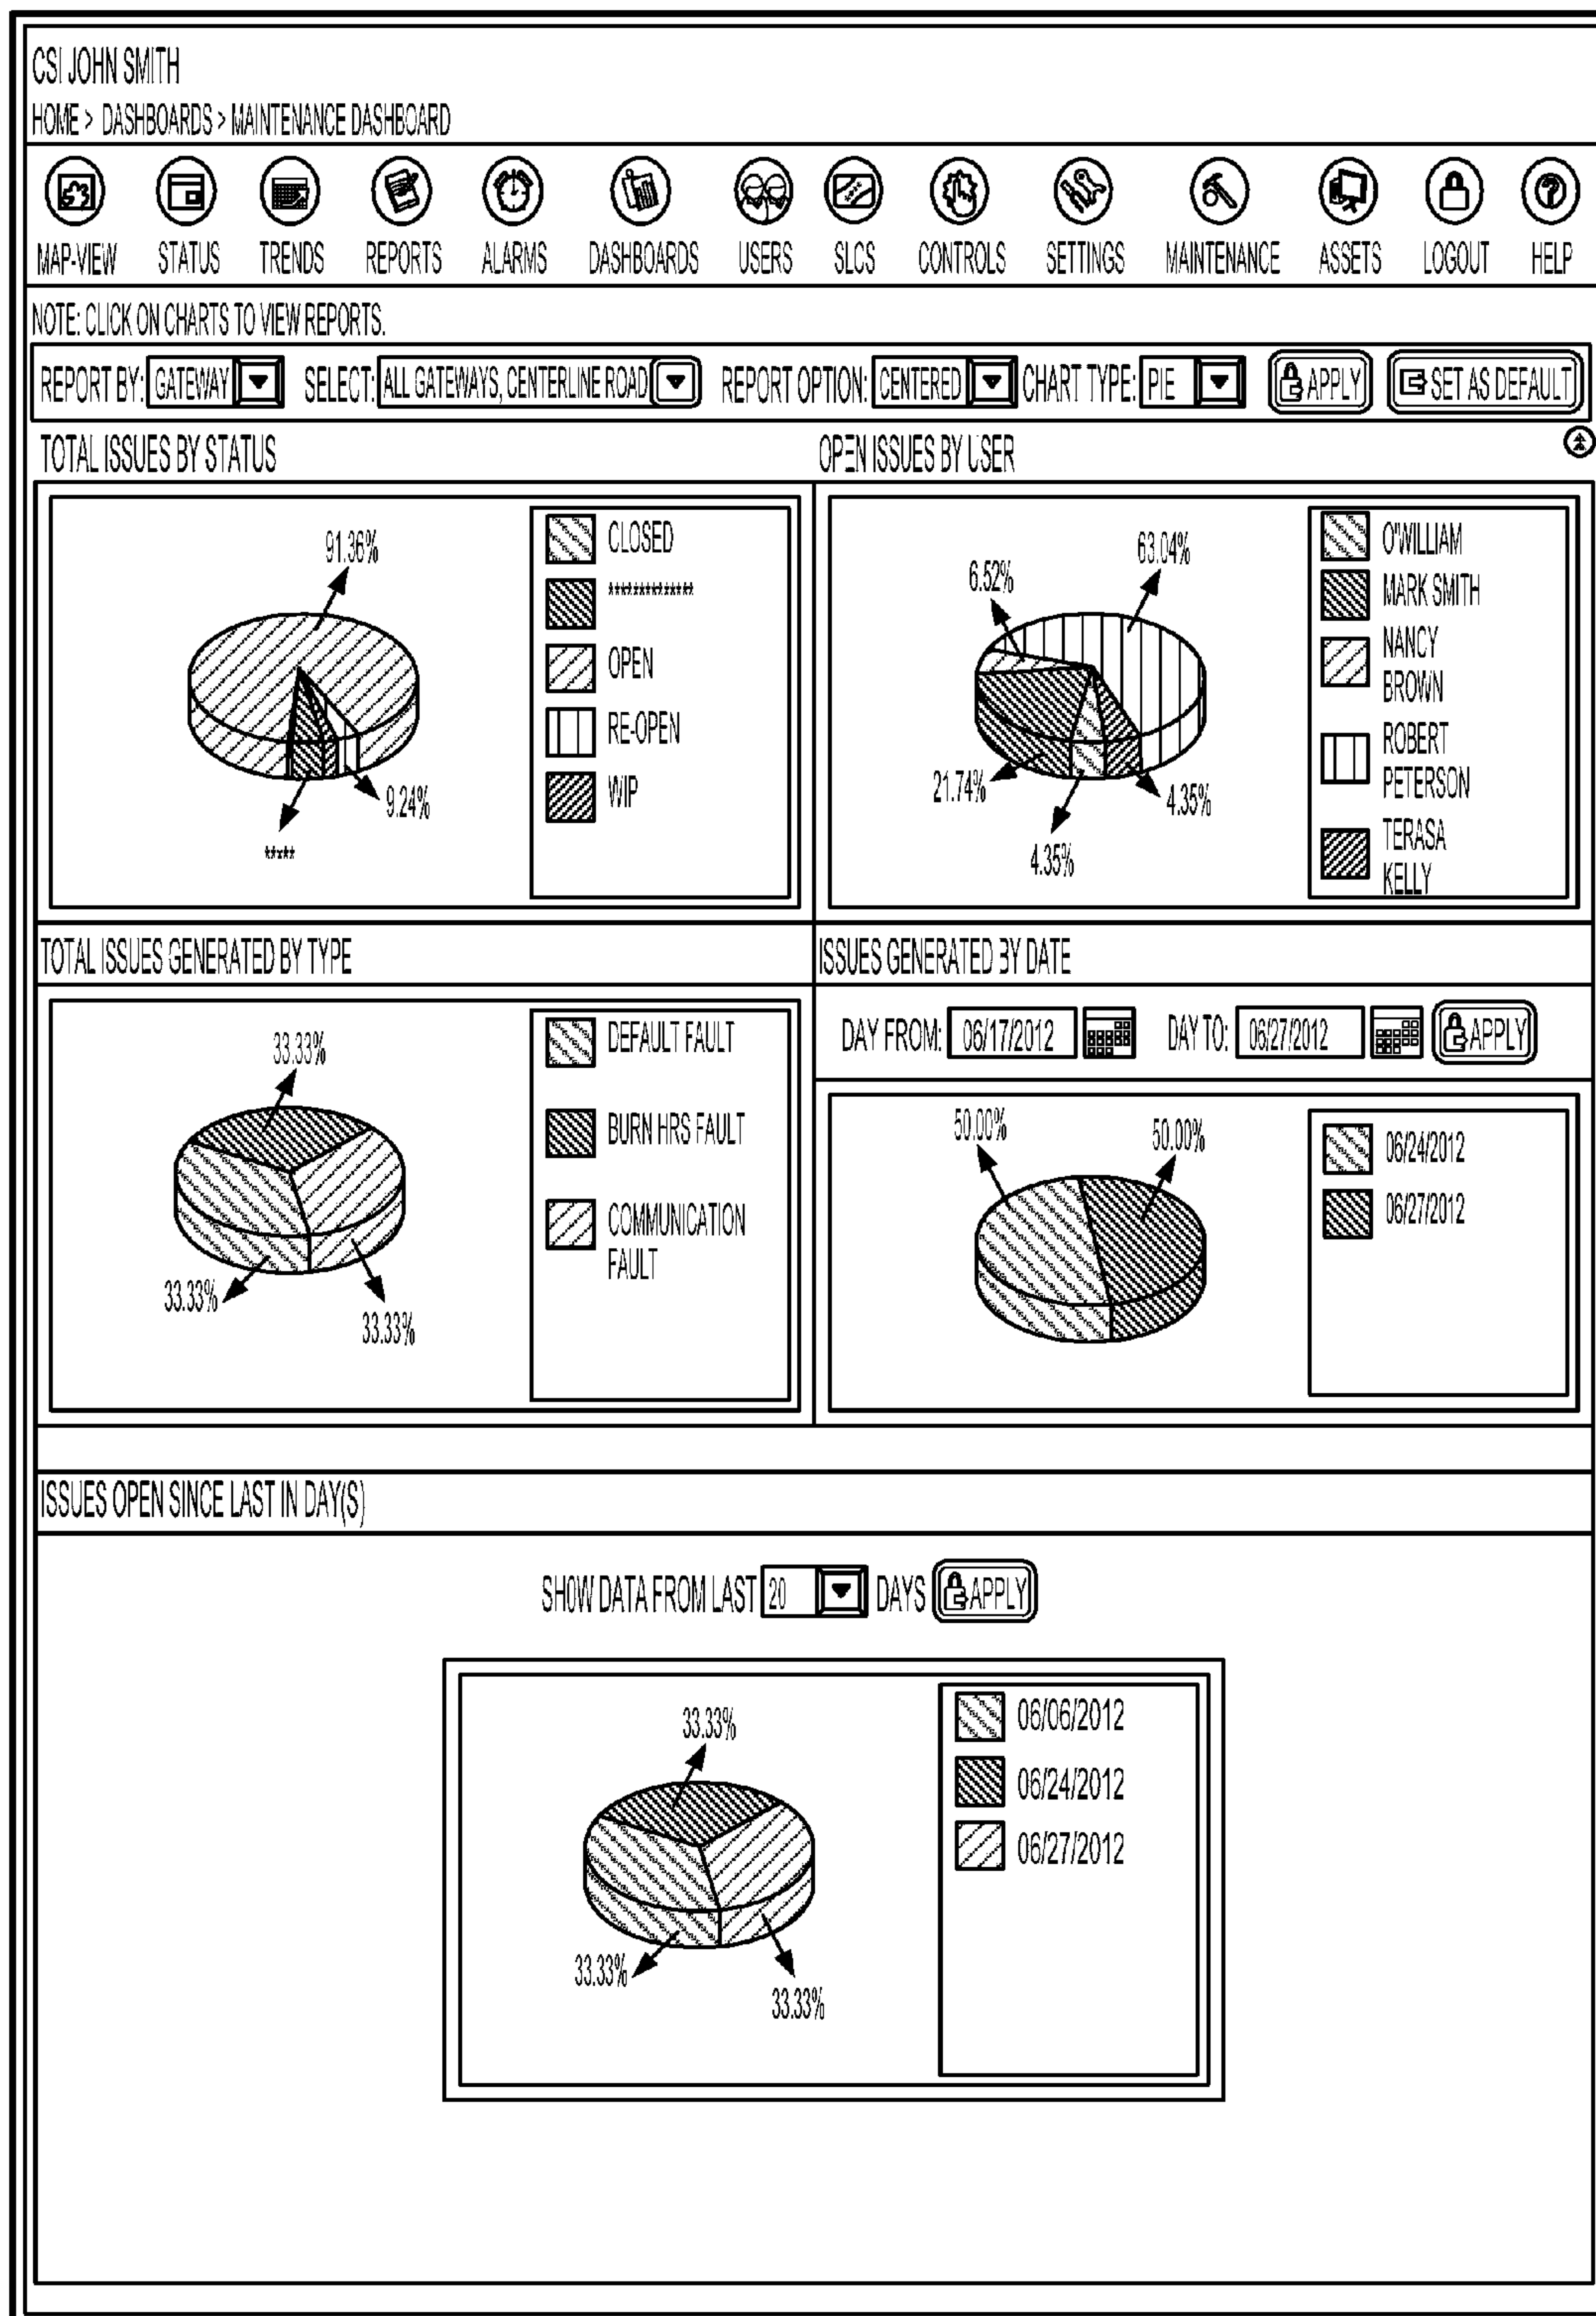 CSI JOHN SMITH
HOME > DASHBOARDS > MAINTENANCE DASHBOARD
MAP-VIEW STATUS TRENDS REPORTS ALARMS DASHBOARDS USERS SLCS CONTROLS SETTINGS MAINTENANCE ASSETS LOGOUT HELP
NOTE: CLICK ON CHARTS TO VIEW REPORTS.
REPORT BY: GATEWAY SELECT: ALL GATEWAYS, CENTERLINE ROAD REPORT OPTION: CENTERED CHART TYPE: PIE APPLY SET AS DEFAULT
TOTAL ISSUES BY STATUS
91.36%
9.24%
*****
CLOSED
*************
OPEN
RE-OPEN
WIP
OPEN ISSUES BY USER
63.04%
6.52%
21.74%
4.35%
4.35%
O'WILLIAM
MARK SMITH
NANCY
BROWN
ROBERT
PETERSON
TERASA
KELLY
TOTAL ISSUES GENERATED BY TYPE
33.33%
33.33%
33.33%
DEFAULT FAULT
BURN HRS FAULT
COMMUNICATION
FAULT
ISSUES GENERATED BY DATE
DAY FROM: 06/17/2012 DAY TO: 06/27/2012 APPLY
50.00%
50.00%
06/24/2012
06/27/2012
ISSUES OPEN SINCE LAST IN DAY(S)
SHOW DATA FROM LAST 20 DAYS APPLY
33.33%
33.33%
33.33%
06/06/2012
06/24/2012
06/27/2012